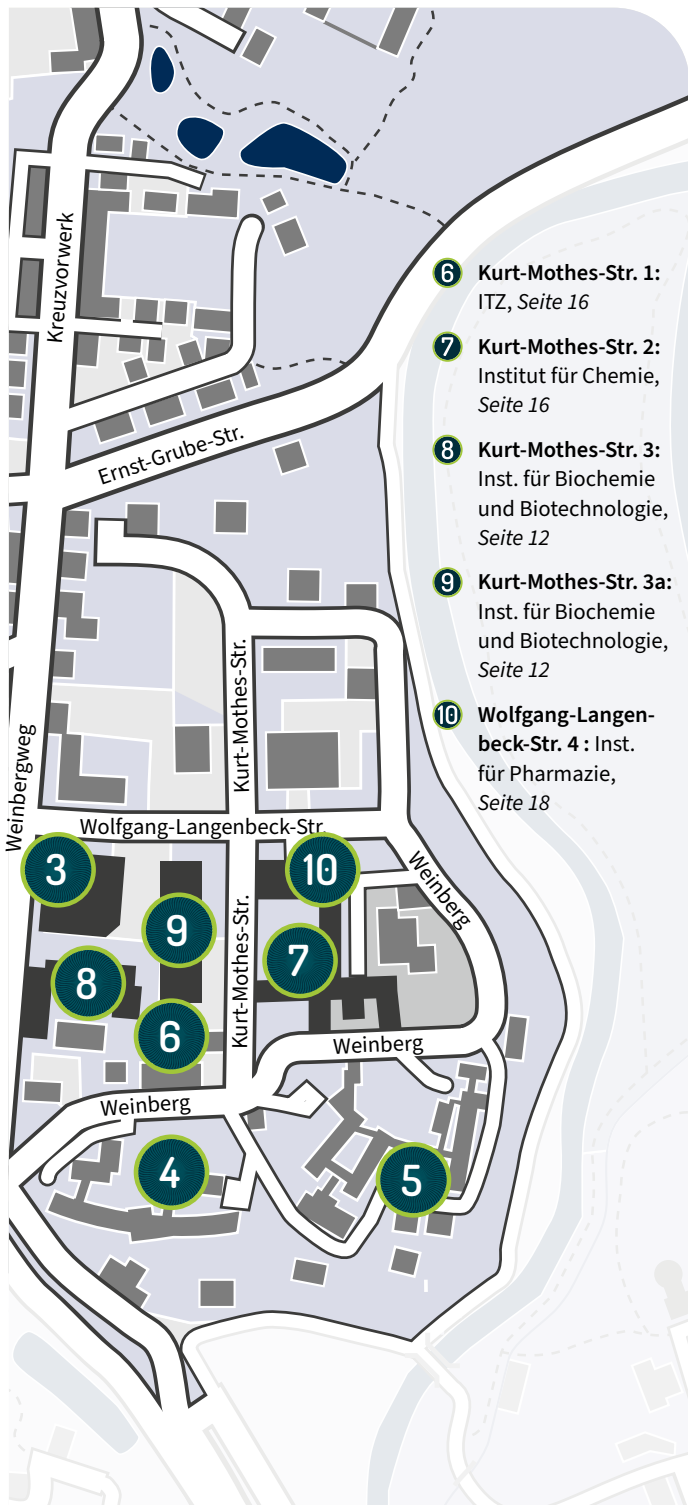 Kreuzvorwerk
6 Kurt-Mothes-Str. 1:
ITZ, Seite 16
7 Kurt-Mothes-Str. 2:
Institut für Chemie,
Seite 16
8 Kurt-Mothes-Str. 3:
Inst. für Biochemie
und Biotechnologie,
Seite 12
9 Kurt-Mothes-Str. 3a:
Inst. für Biochemie
und Biotechnologie,
Seite 12
10 Wolfgang-Langen-
beck-Str. 4 : Inst.
für Pharmazie,
Seite 18
Ernst-Grube-Str.
Kurt-Mothes-Str.
Weinbergweg
Wolfgang-Langenbeck-Str.
3
10
Weinberg
9
Kurt-Mothes-Str.
7
8
6
Weinberg
Weinberg
4
5